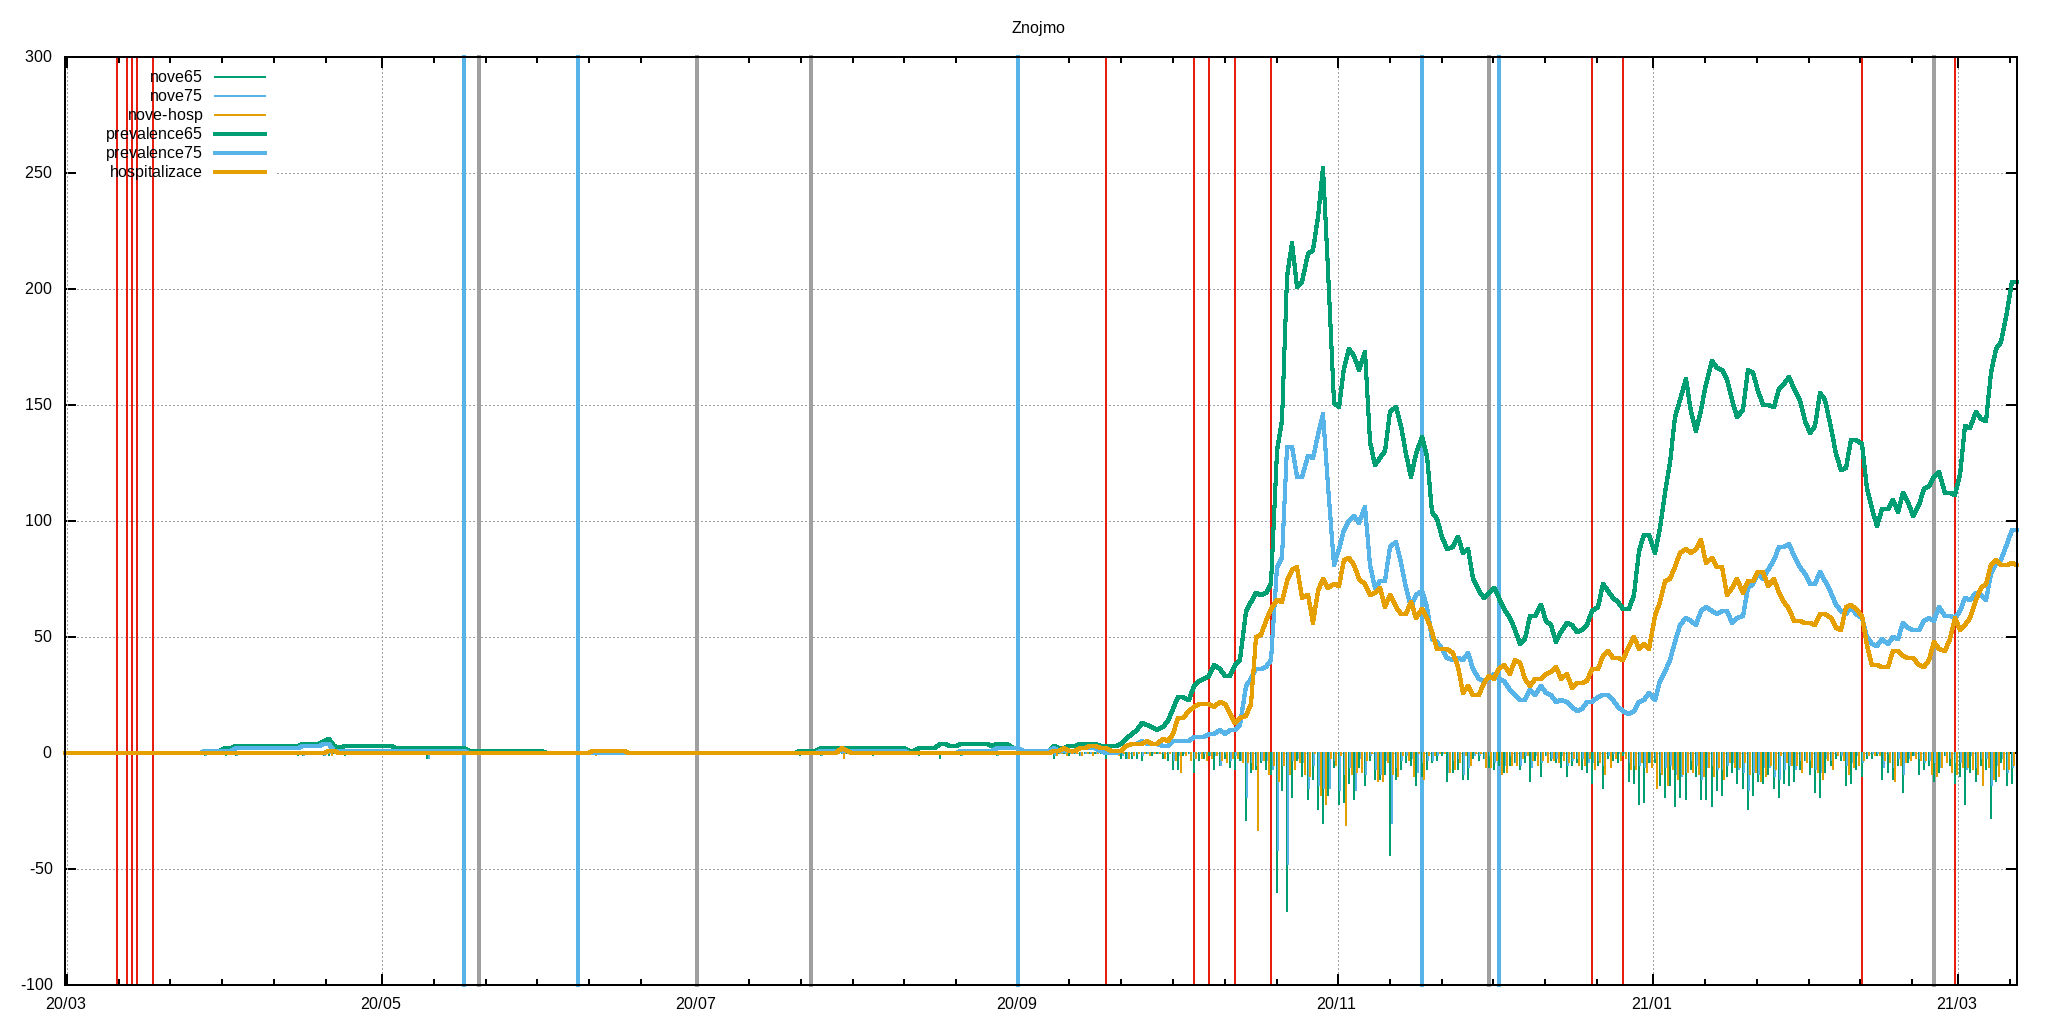 Znojmo
300
250
200
150
100
50
0
-50
-100
nove65
nove75
nove-hosp
prevalence65
prevalence75
hospitalizace
20/03 20/05 20/07 20/09 20/11 21/01 21/03